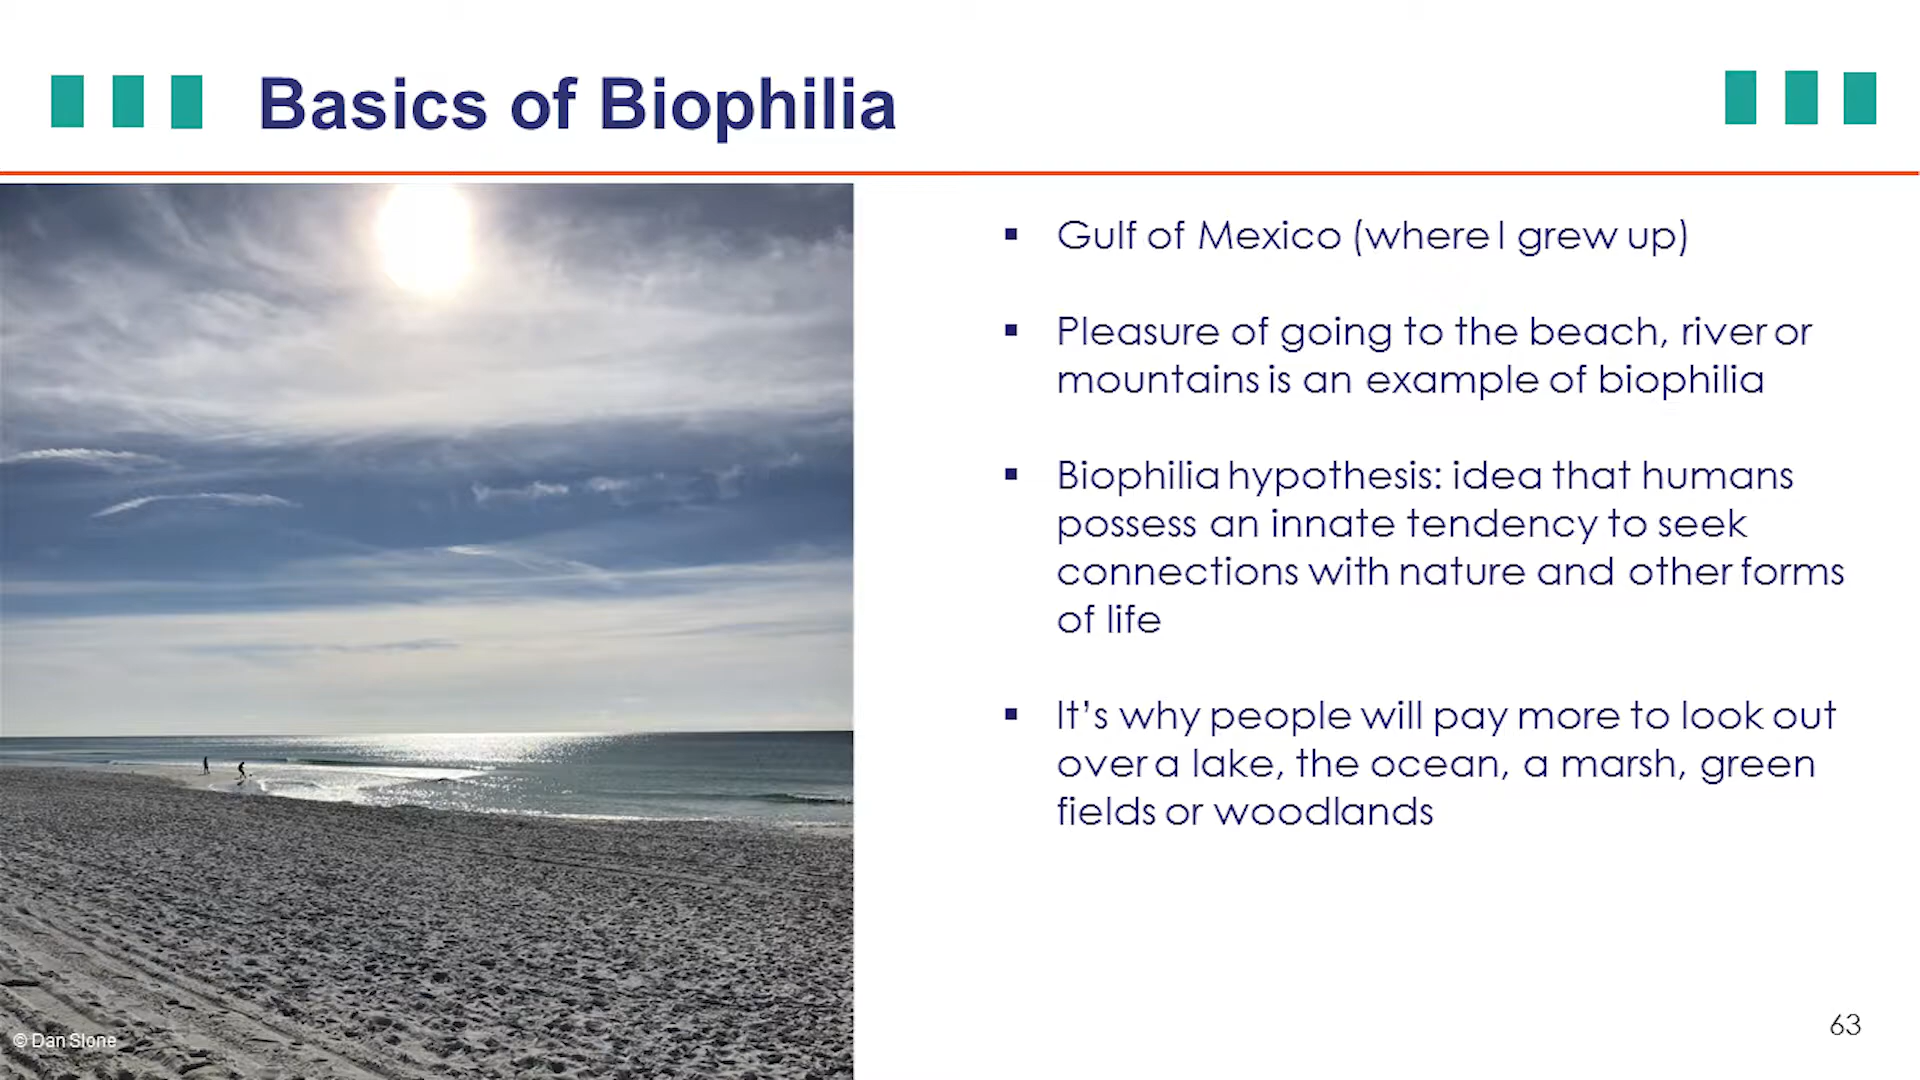 Basics of Biophilia
▪ Gulf of Mexico (where I grew up)
▪ Pleasure of going to the beach, river or
mountains is an example of biophilia
▪ Biophilia hypothesis: idea that humans
possess an innate tendency to seek
connections with nature and other forms
of life
▪ It’s why people will pay more to look out
over a lake, the ocean, a marsh, green
fields or woodlands
© Dan Slone
63